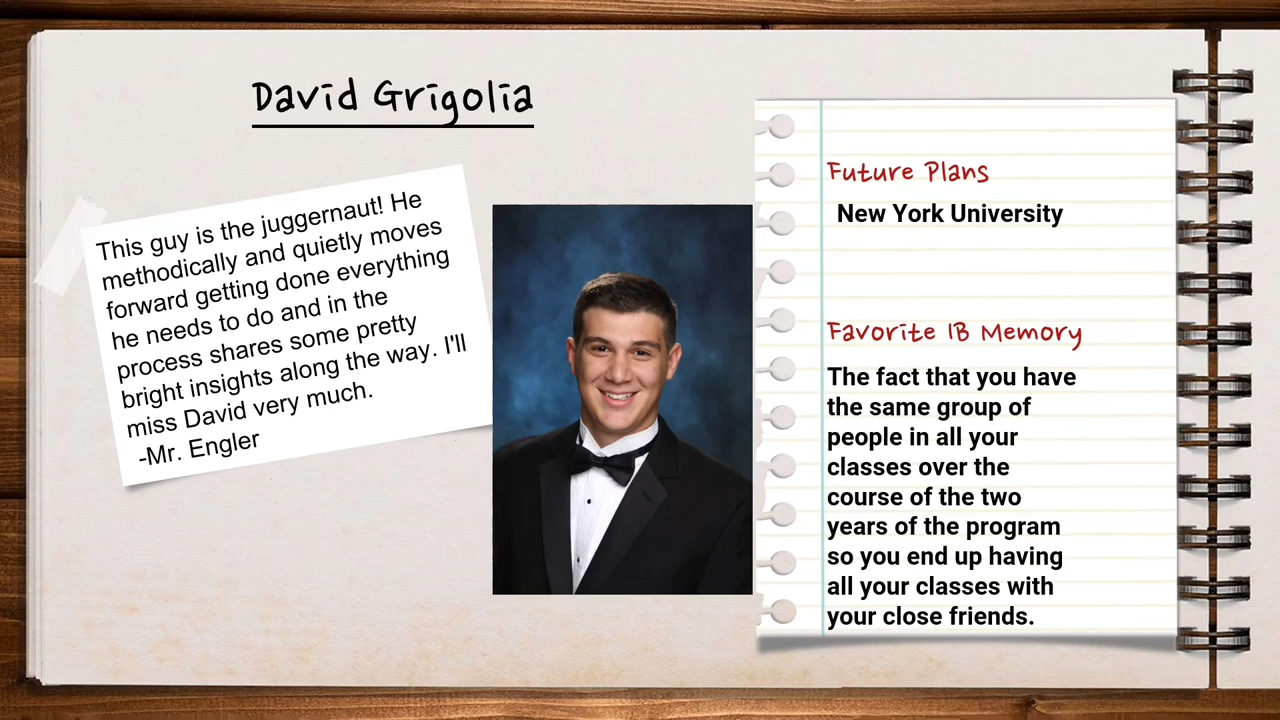 David Grigolia
This guy is the juggernaut! He
methodically and quietly moves
forward getting done everything
he needs to do and in the
process shares some pretty
bright insights along the way. I'll
miss David very much.
-Mr. Engler
Future Plans
New York University
Favorite IB Memory
The fact that you have
the same group of
people in all your
classes over the
course of the two
years of the program
so you end up having
all your classes with
your close friends.